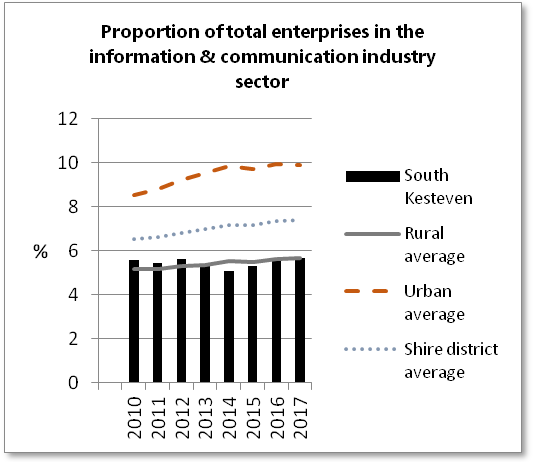 Proportion of total enterprises in the
information & communication industry
sector
12
10
8
6
4
2
0
%
2010
2011
2012
2013
2014
2015
2016
2017
South
Kesteven
Rural
average
Urban
average
Shire district
average